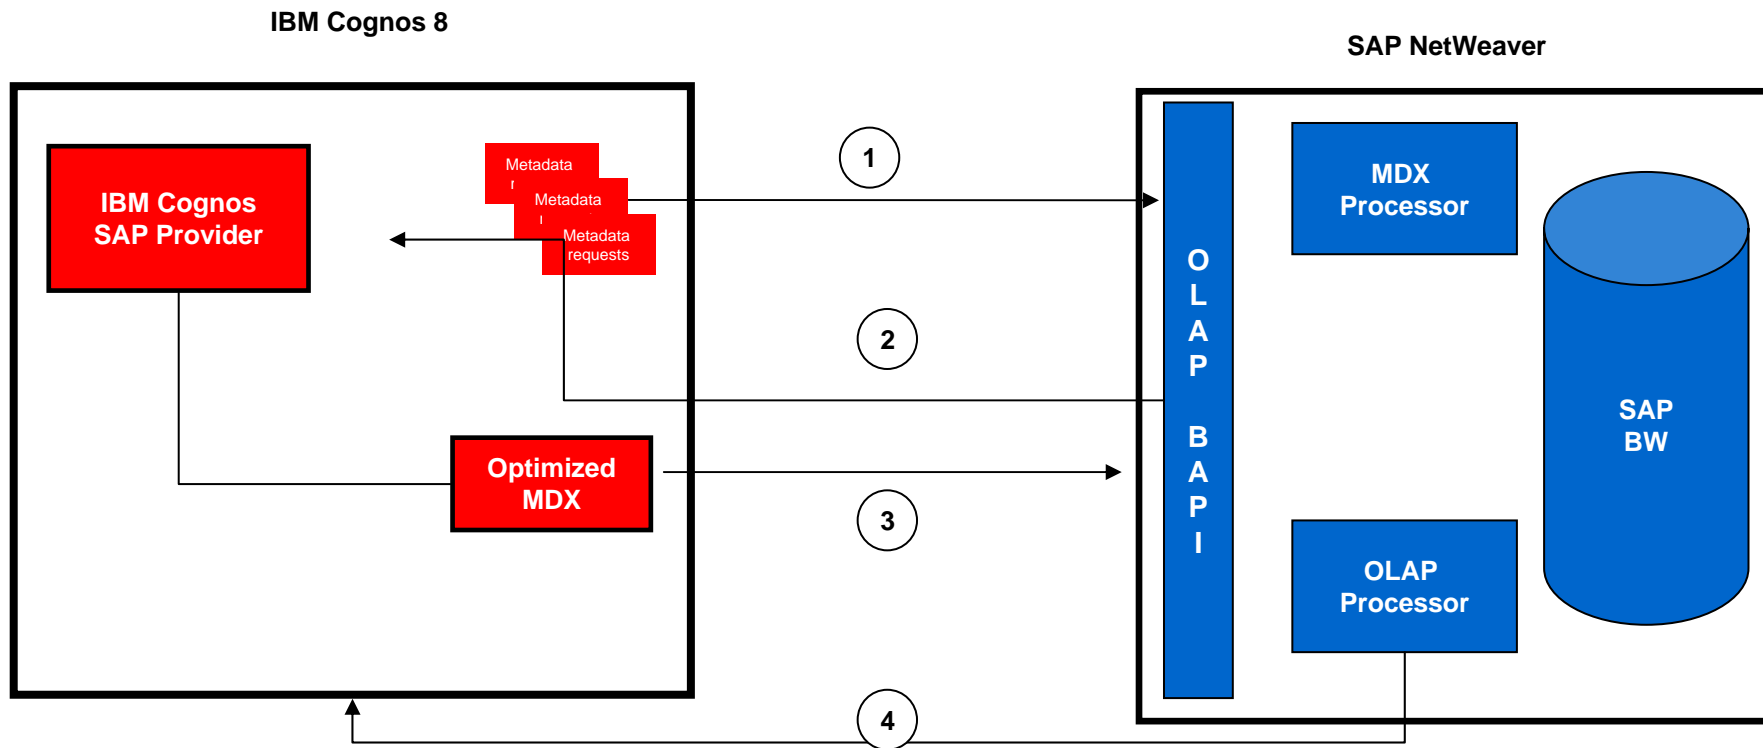 IBM Cognos 8
SAP NetWeaver
IBM Cognos
SAP Provider
Metadata
Metadata
Metadata
requests
Optimized
MDX
1
2
3
4
O
L
A
P
B
A
P
I
MDX
Processor
OLAP
Processor
SAP
BW